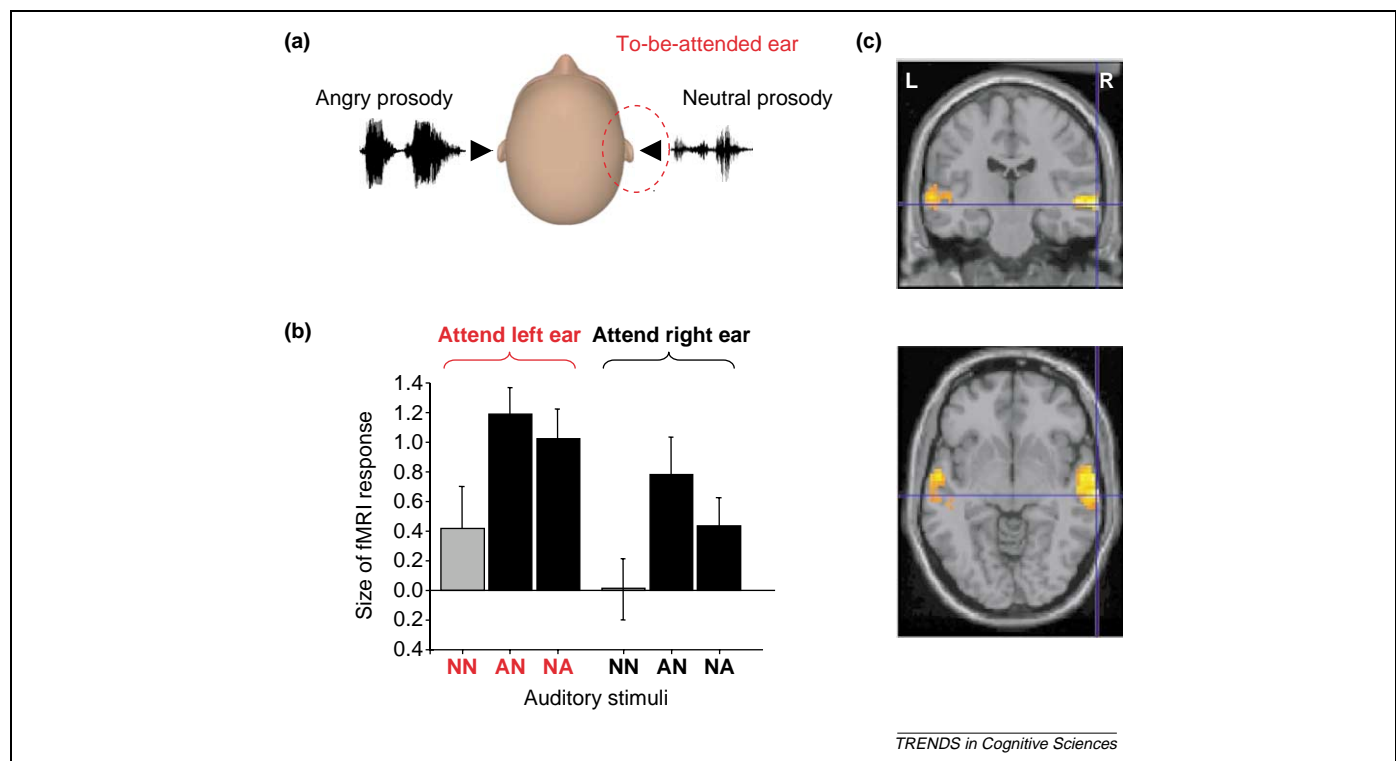 (a)
To-be-attended ear
Angry prosody
Neutral prosody
(b)
Attend left ear Attend right ear
Size of fMRI response
1.4
1.2
1.0
0.8
0.6
0.4
0.2
0.0
0.2
0.4
NN AN NA NN AN NA
Auditory stimuli
(c)
L R
TRENDS in Cognitive Sciences